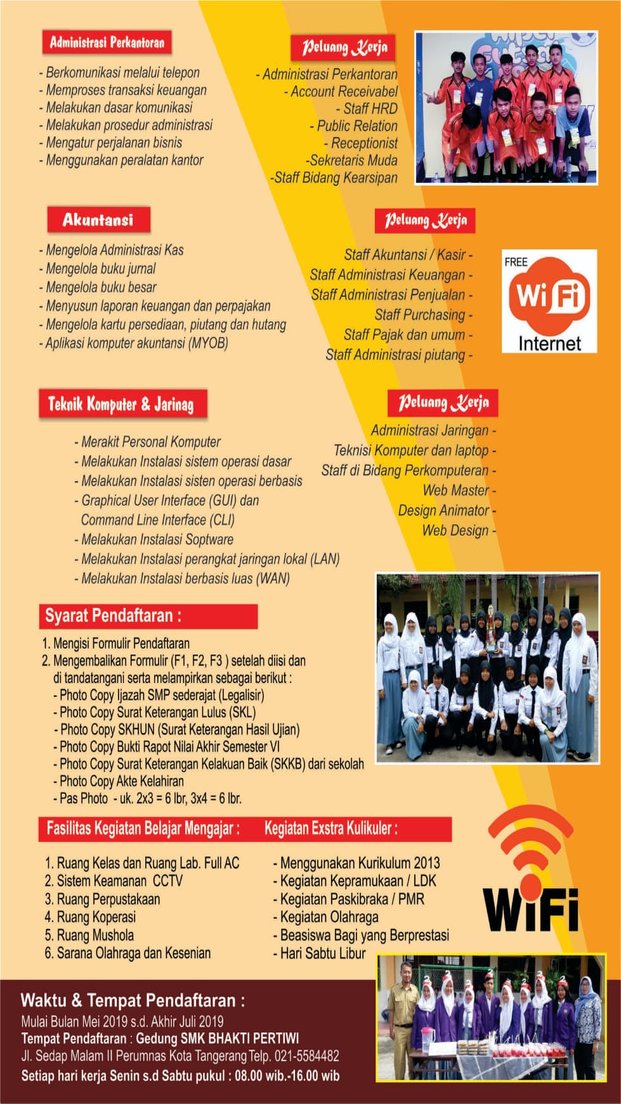 Administrasi Perkantoran
- Berkomunikasi melalui telepon
- Memproses transaksi keuangan
- Melakukan dasar komunikasi
- Melakukan prosedur administrasi
- Mengatur perjalanan bisnis
- Menggunakan peralatan kantor
Peluang Kerja
- Administrasi Perkantoran
- Account Receivabel
- Staff HRD
- Public Relation
- Receptionist
-Sekretaris Muda
-Staff Bidang Kearsipan
Akuntansi
- Mengelola Administrasi Kas
- Mengelola buku jurnal
- Mengelola buku besar
- Menyusun laporan keuangan dan perpajakan
- Mengelola kartu persediaan, piutang dan hutang
- Aplikasi komputer akuntansi (MYOB)
Peluang Kerja
Staff Akuntansi / Kasir -
Staff Administrasi Keuangan -
Staff Administrasi Penjualan -
Staff Purchasing -
Staff Pajak dan umum -
Staff Administrasi piutang -
FREE
WiFi
Internet
Teknik Komputer & Jarinag
- Merakit Personal Komputer
- Melakukan Instalasi sistem operasi dasar
- Melakukan Instalasi sisten operasi berbasis
- Graphical User Interface (GUI) dan
Command Line Interface (CLI)
- Melakukan Instalasi Soptware
- Melakukan Instalasi perangkat jaringan lokal (LAN)
- Melakukan Instalasi berbasis luas (WAN)
Peluang Kerja
Administrasi Jaringan -
Teknisi Komputer dan laptop -
Staff di Bidang Perkomputeran -
Web Master -
Design Animator -
Web Design -
Syarat Pendaftaran :
1. Mengisi Formulir Pendaftaran
2. Mengembalikan Formulir (F1, F2, F3 ) setelah diisi dan
di tandatangani serta melampirkan sebagai berikut :
- Photo Copy Ijazah SMP sederajat (Legalisir)
- Photo Copy Surat Keterangan Lulus (SKL)
- Photo Copy SKHUN (Surat Keterangan Hasil Ujian)
- Photo Copy Bukti Rapot Nilai Akhir Semester VI
- Photo Copy Surat Keterangan Kelakuan Baik (SKKB) dari sekolah
- Photo Copy Akte Kelahiran
- Pas Photo - uk. 2x3 = 6 lbr, 3x4 = 6 lbr.
Fasilitas Kegiatan Belajar Mengajar :
1. Ruang Kelas dan Ruang Lab. Full AC
2. Sistem Keamanan CCTV
3. Ruang Perpustakaan
4. Ruang Koperasi
5. Ruang Mushola
6. Sarana Olahraga dan Kesenian
Kegiatan Exstra Kulikuler :
- Menggunakan Kurikulum 2013
- Kegiatan Kepramukaan / LDK
- Kegiatan Paskibraka / PMR
- Kegiatan Olahraga
- Beasiswa Bagi yang Berprestasi
- Hari Sabtu Libur
WiFi
Waktu & Tempat Pendaftaran :
Mulai Bulan Mei 2019 s.d. Akhir Juli 2019
Tempat Pendaftaran : Gedung SMK BHAKTI PERTIWI
Jl. Sedap Malam II Perumnas Kota Tangerang Telp. 021-5584482
Setiap hari kerja Senin s.d Sabtu pukul : 08.00 wib.-16.00 wib